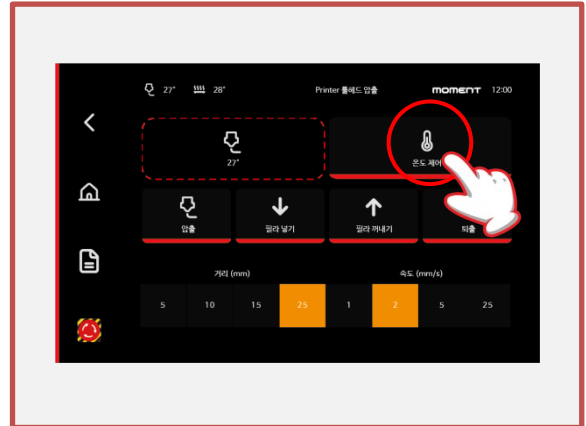 27° 28° Printer 툴헤드 압출 moment 12:00
27°
온도 제어
압출 필라 넣기 필라 꺼내기 퇴출
거리 (mm) 속도 (mm/s)
5 10 15 25 1 2 5 25